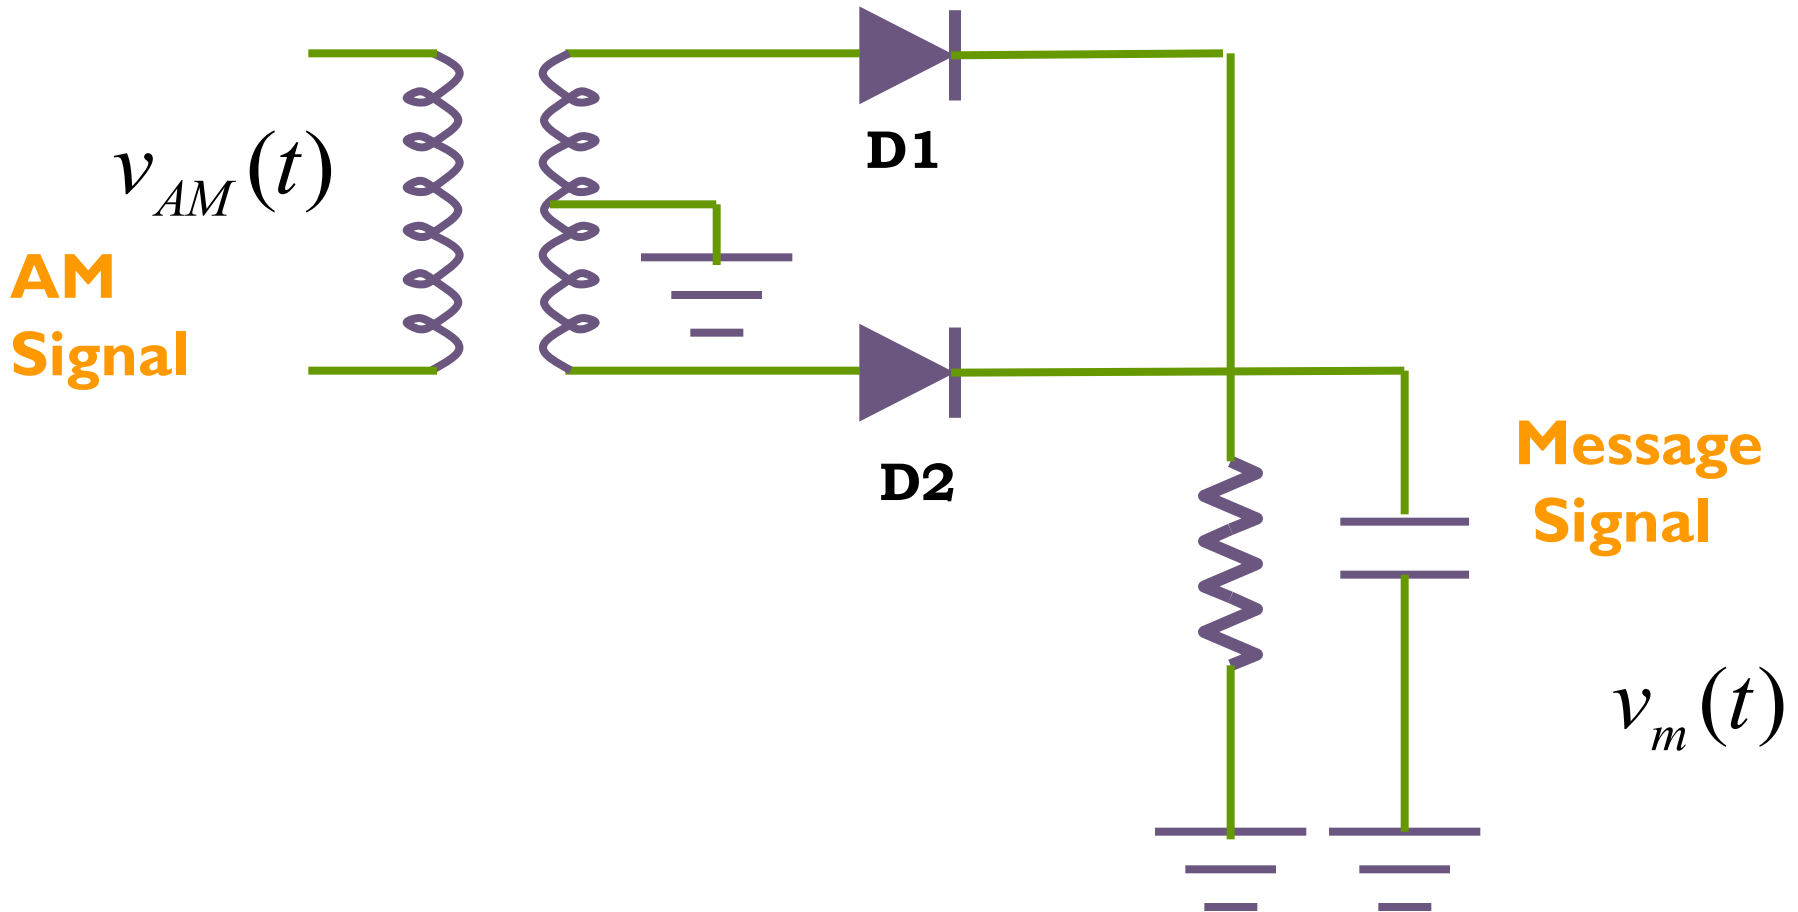 D1
v_AM(t)
AM
Signal
D2
Message
Signal
v_m(t)